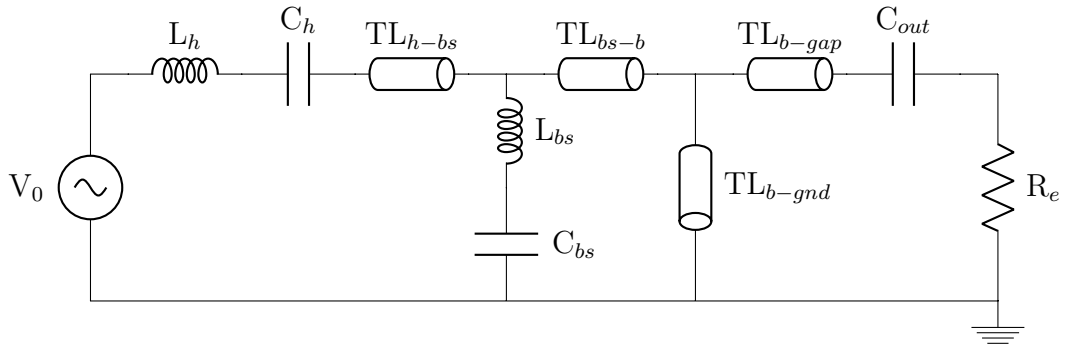 L_h
C_h
TL_{h−bs}
TL_{bs−b}
TL_{b−gap}
C_{out}
L_{bs}
V_0
TL_{b−gnd}
R_e
C_{bs}